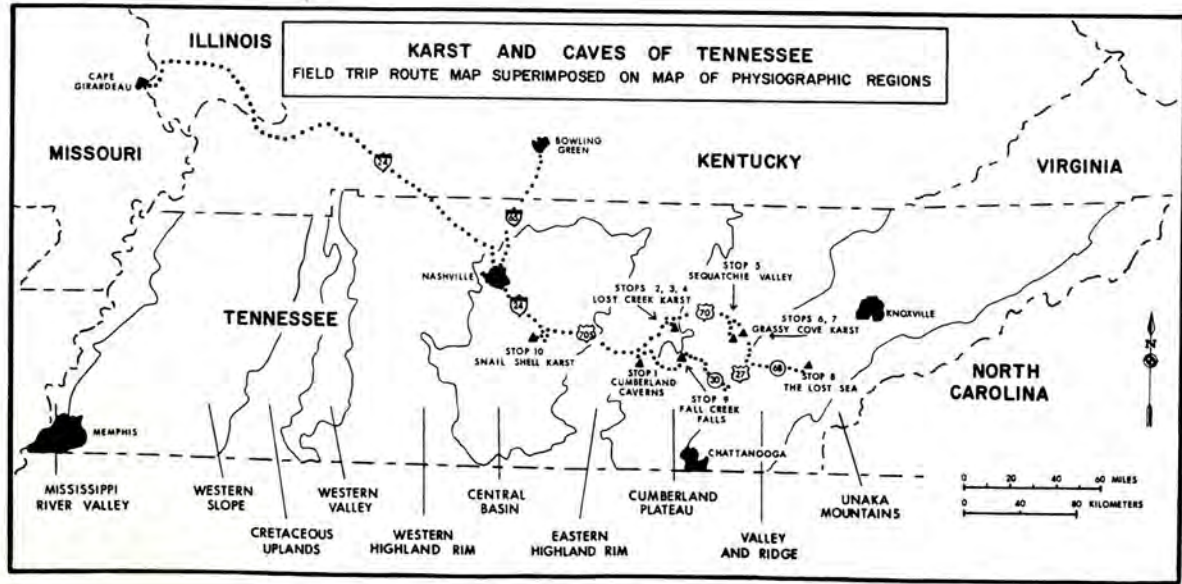 KARST AND CAVES OF TENNESSEE
FIELD TRIP ROUTE MAP SUPERIMPOSED ON MAP OF PHYSIOGRAPHIC REGIONS
ILLINOIS
CAPE
GIRARDEAU
MISSOURI
24
BOWLING
GREEN
KENTUCKY
VIRGINIA
65
NASHVILLE
24
TENNESSEE
STOP 10
SNAIL SHELL KARST
70S
STOPS 2, 3, 4
LOST CREEK KARST
STOP 5
SEQUATCHIE VALLEY
70
STOPS 6, 7
GRASSY COVE KARST
KNOXVILLE
STOP 1
CUMBERLAND
CAVERNS
30
27
68
STOP 8
THE LOST SEA
STOP 9
FALL CREEK
FALLS
NORTH
CAROLINA
N
MEMPHIS
CHATTANOOGA
MISSISSIPPI
RIVER VALLEY
WESTERN
SLOPE
CRETACEOUS
UPLANDS
WESTERN
VALLEY
WESTERN
HIGHLAND RIM
CENTRAL
BASIN
EASTERN
HIGHLAND RIM
CUMBERLAND
PLATEAU
VALLEY
AND RIDGE
UNAKA
MOUNTAINS
0 20 40 60 MILES
0 40 80
KILOMETERS